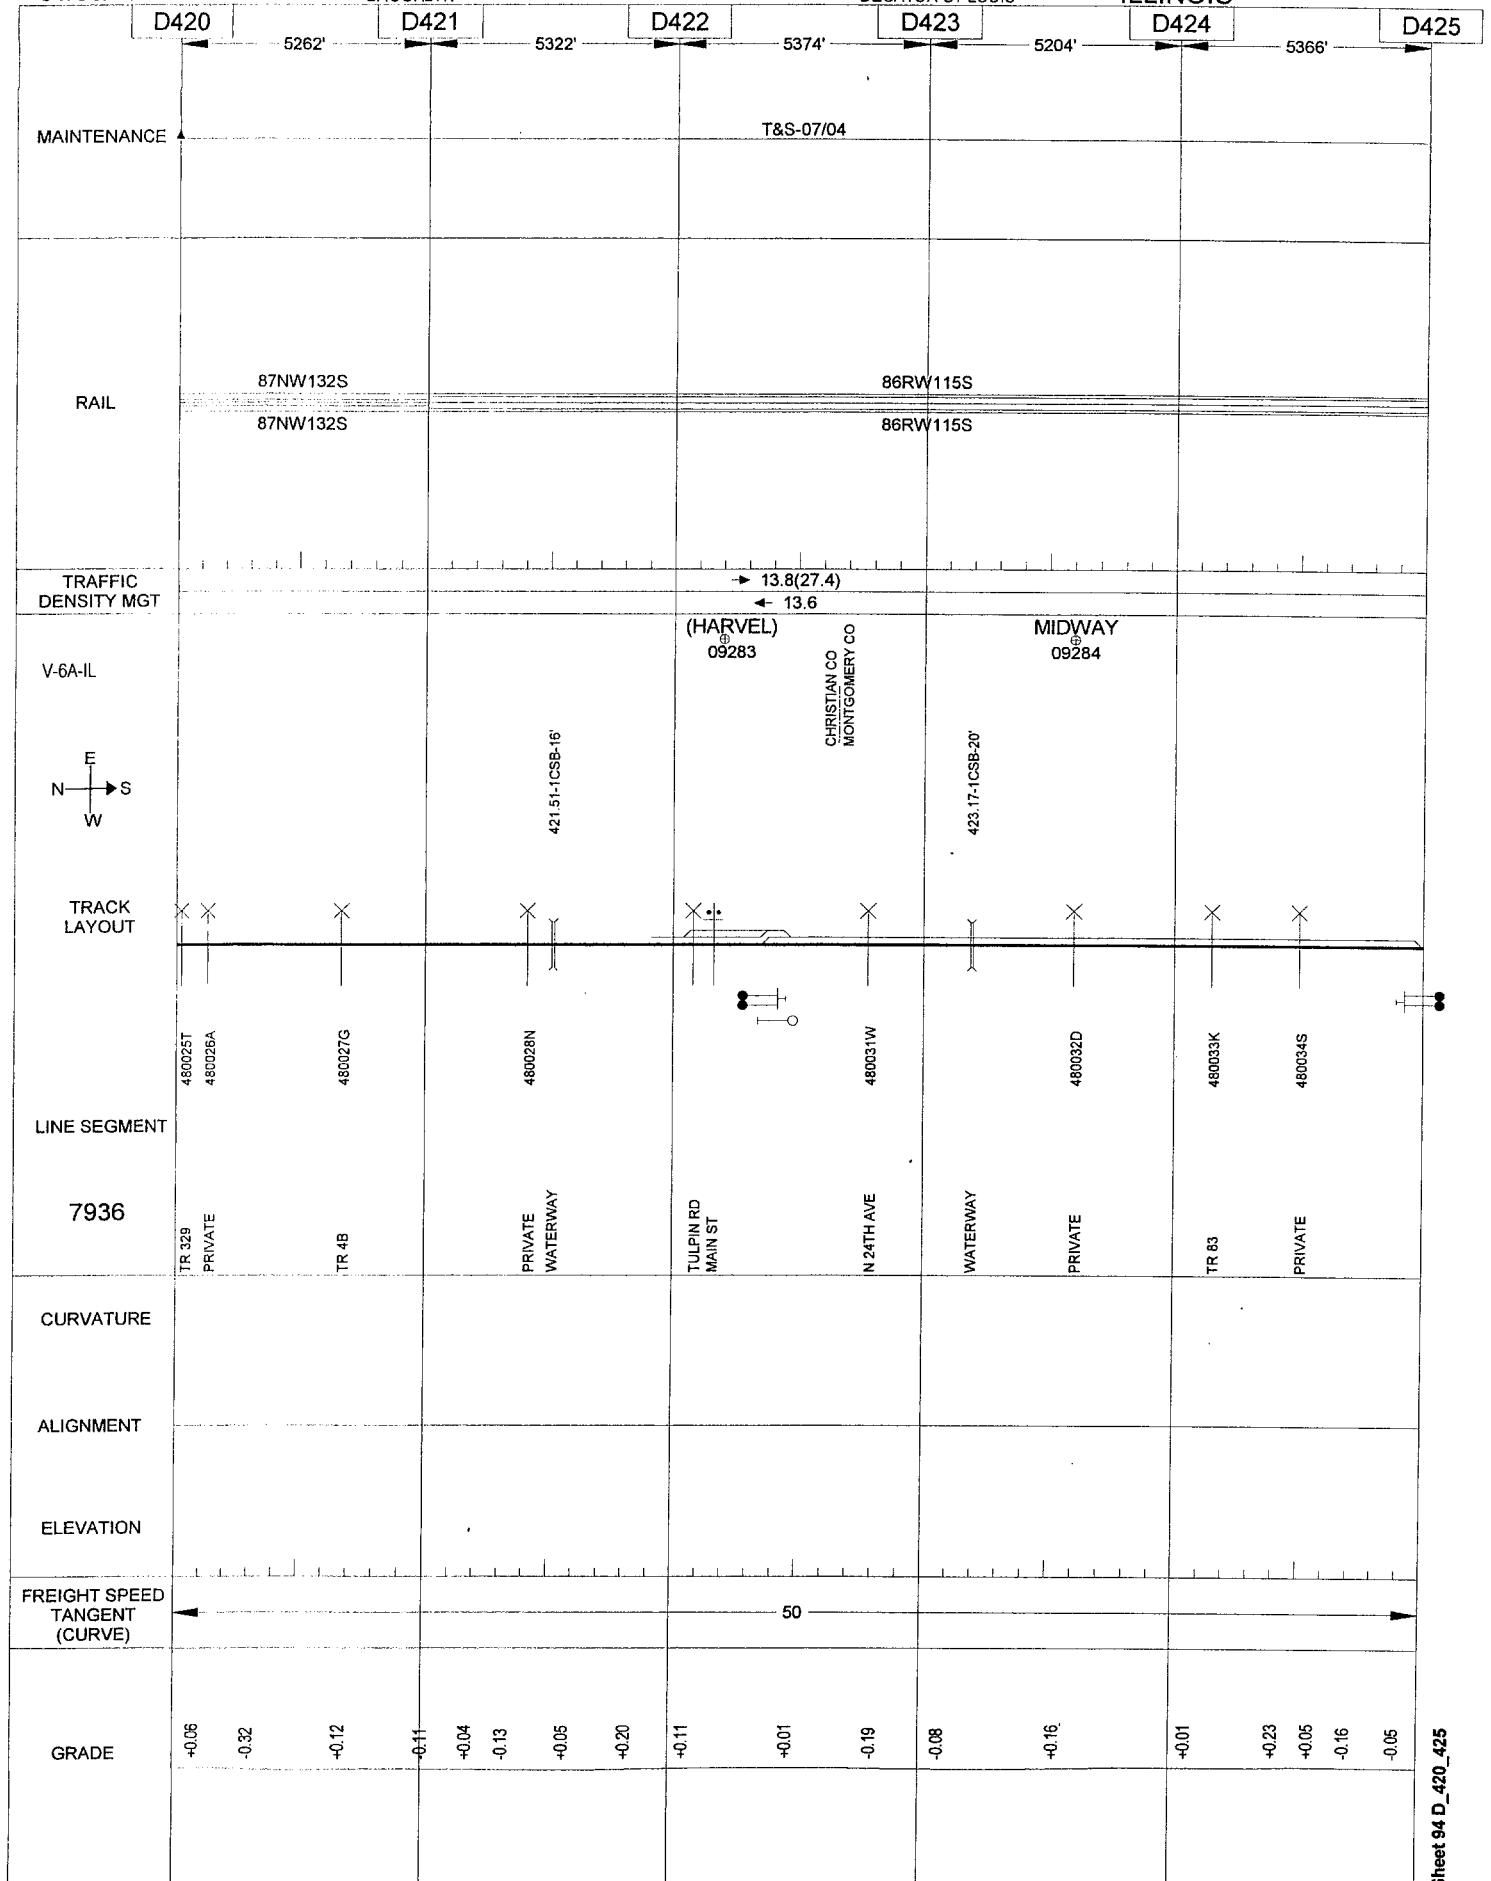 ILLINOIS
D420 D421 D422 D423 D424 D425
5262' 5322' 5374' 5204' 5366'
MAINTENANCE
T&S-07/04
RAIL
87NW132S 86RW115S
87NW132S 86RW115S
TRAFFIC
DENSITY MGT
13.8(27.4)
13.6
V-6A-IL
(HARVEL)
09283
CHRISTIAN CO
MONTGOMERY CO
MIDWAY
09284
E
N S
W
421.51-1CSB-16'
423.17-1CSB-20'
TRACK
LAYOUT
480025T
480026A
480027G
480028N
480031W
480032D
480033K
480034S
LINE SEGMENT
7936
TR 329
PRIVATE
TR 4B
PRIVATE
WATERWAY
TULPIN RD
MAIN ST
N 24TH AVE
WATERWAY
PRIVATE
TR 83
PRIVATE
CURVATURE
ALIGNMENT
ELEVATION
FREIGHT SPEED
TANGENT
(CURVE)
50
GRADE
+0.06
-0.32
+0.12
-0.11
+0.04
-0.13
+0.05
+0.20
+0.11
+0.01
-0.19
-0.08
+0.16
+0.01
+0.23
+0.05
-0.16
-0.05
Sheet 94 D_420_425